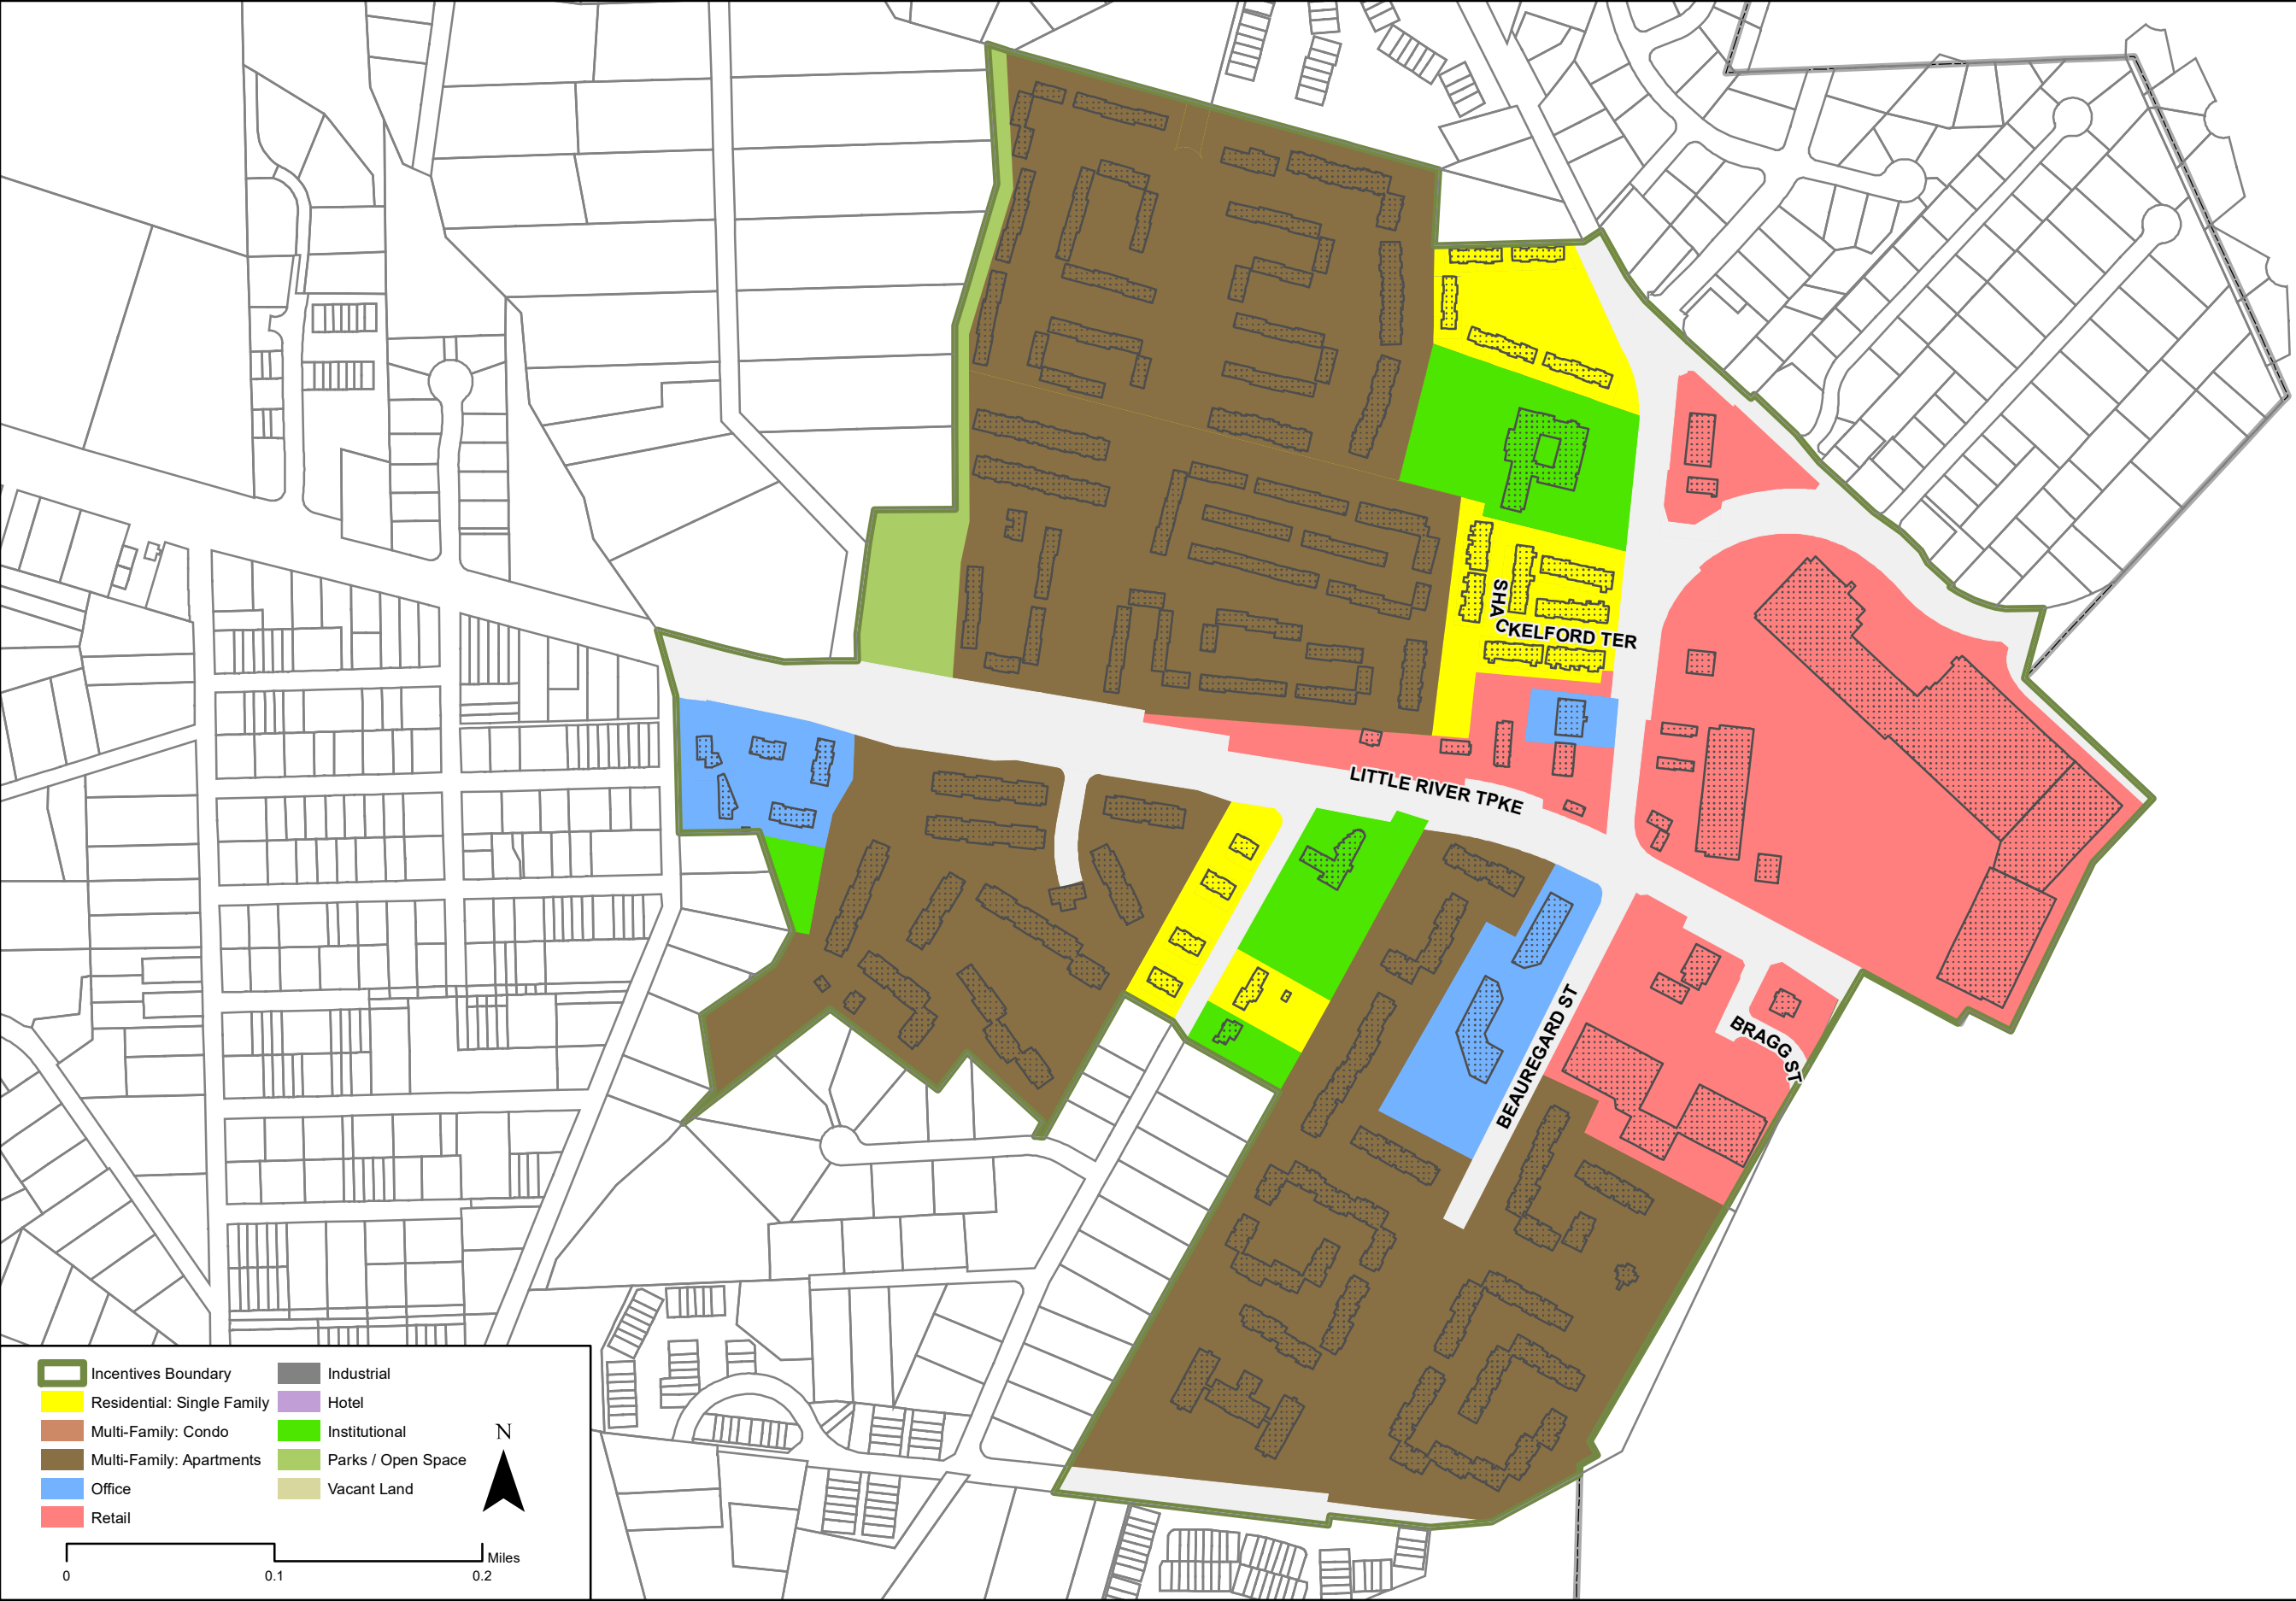 SHACKELFORD TER
LITTLE RIVER TPKE
BEAUREGARD ST
BRAGG ST
Incentives Boundary
Residential: Single Family
Multi-Family: Condo
Multi-Family: Apartments
Office
Retail
Industrial
Hotel
Institutional
Parks / Open Space
Vacant Land
N
Miles
0
0.1
0.2